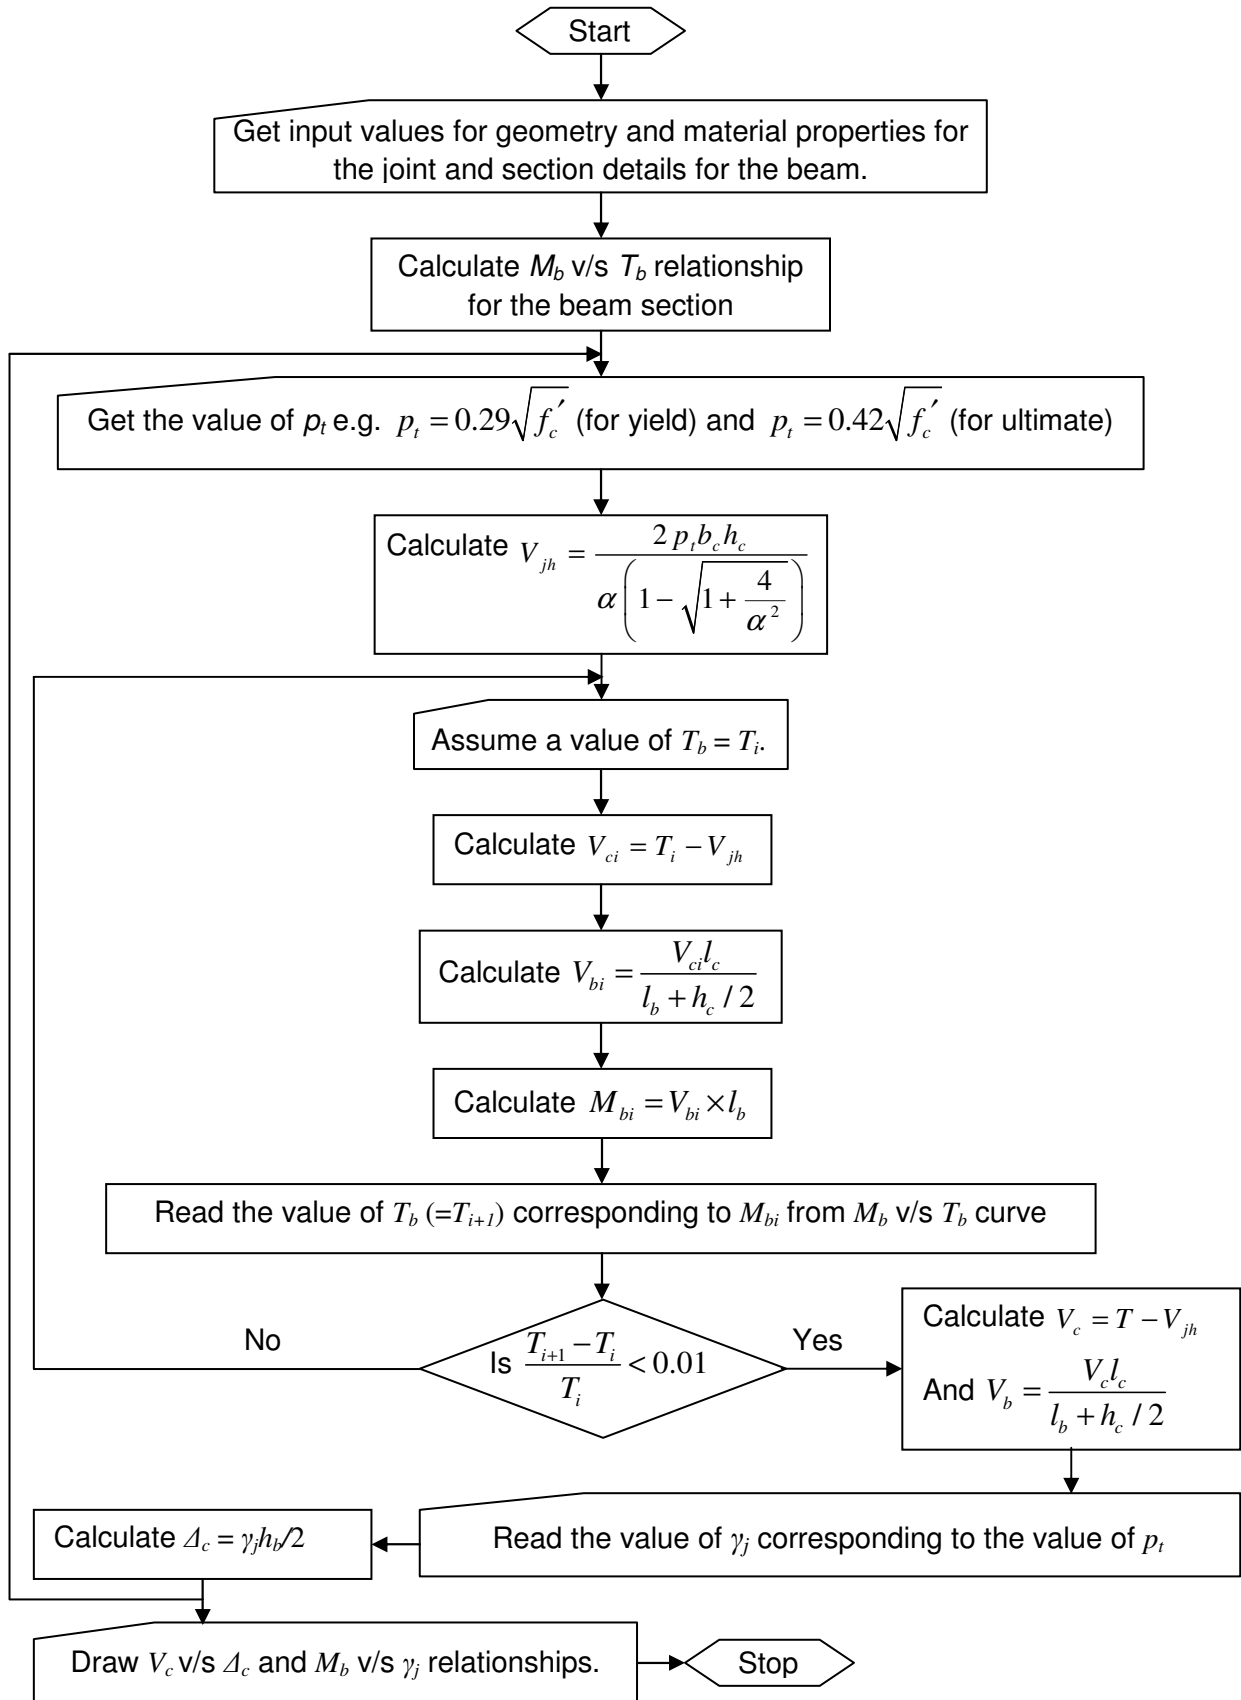 Start
Get input values for geometry and material properties for
the joint and section details for the beam.
Calculate M_b v/s T_b relationship
for the beam section
Get the value of p_t e.g. p_t = 0.29√f_c′ (for yield) and p_t = 0.42√f_c′ (for ultimate)
Calculate V_jh = 2 p_t b_c h_c / α(1 − √(1 + 4/α²))
Assume a value of T_b = T_i.
Calculate V_ci = T_i − V_jh
Calculate V_bi = V_ci l_c / (l_b + h_c / 2)
Calculate M_bi = V_bi × l_b
Read the value of T_b (=T_i+1) corresponding to M_bi from M_b v/s T_b curve
No
Is (T_i+1 − T_i) / T_i < 0.01
Yes
Calculate V_c = T − V_jh
And V_b = V_c l_c / (l_b + h_c / 2)
Read the value of γ_j corresponding to the value of p_t
Calculate Δ_c = γ_j h_b/2
Draw V_c v/s Δ_c and M_b v/s γ_j relationships.
Stop